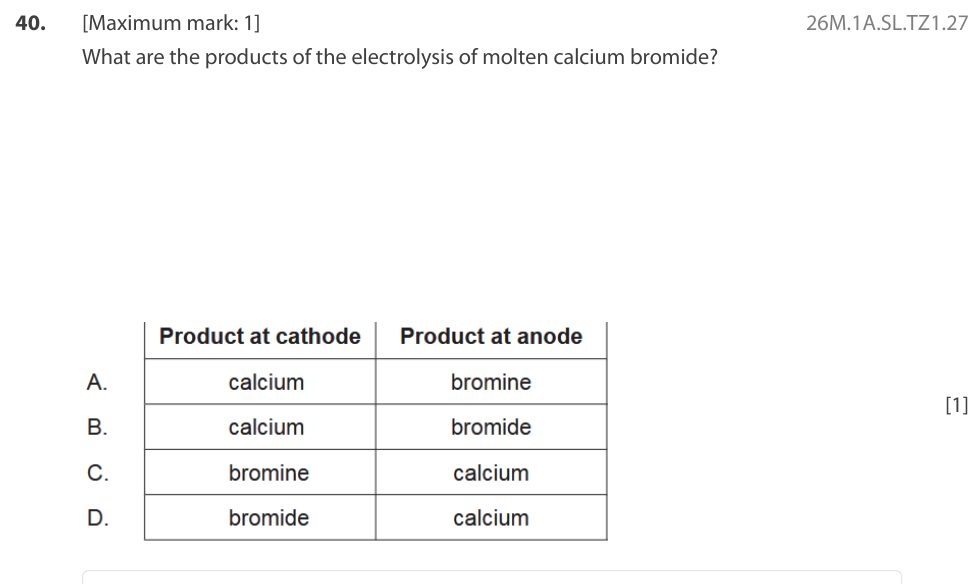 40. [Maximum mark: 1] 26M.1A.SL.TZ1.27
What are the products of the electrolysis of molten calcium bromide?
Product at cathode Product at anode
A. calcium bromine
[1]
B. calcium bromide
C. bromine calcium
D. bromide calcium